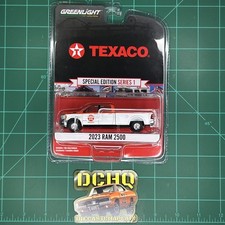 GREENLIGHT
TEXACO
SPECIAL EDITION SERIES 1
2023 RAM 2500
DCHQ